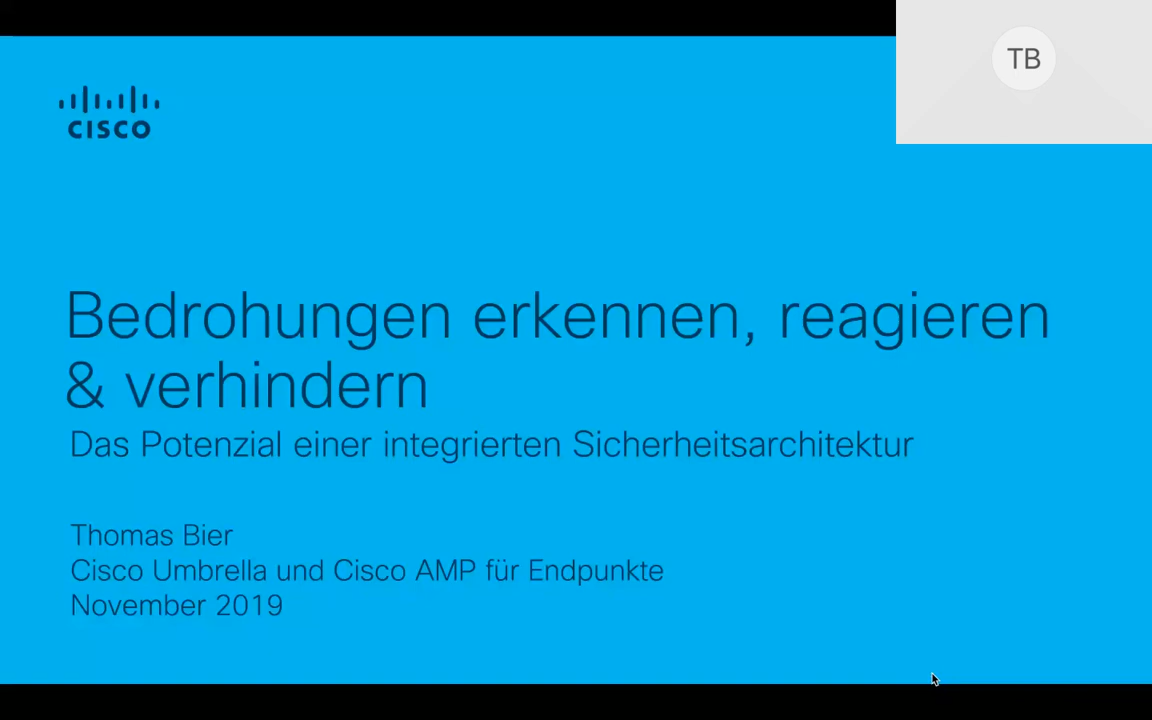 TB
CISCO
Bedrohungen erkennen, reagieren
& verhindern
Das Potenzial einer integrierten Sicherheitsarchitektur
Thomas Bier
Cisco Umbrella und Cisco AMP für Endpunkte
November 2019